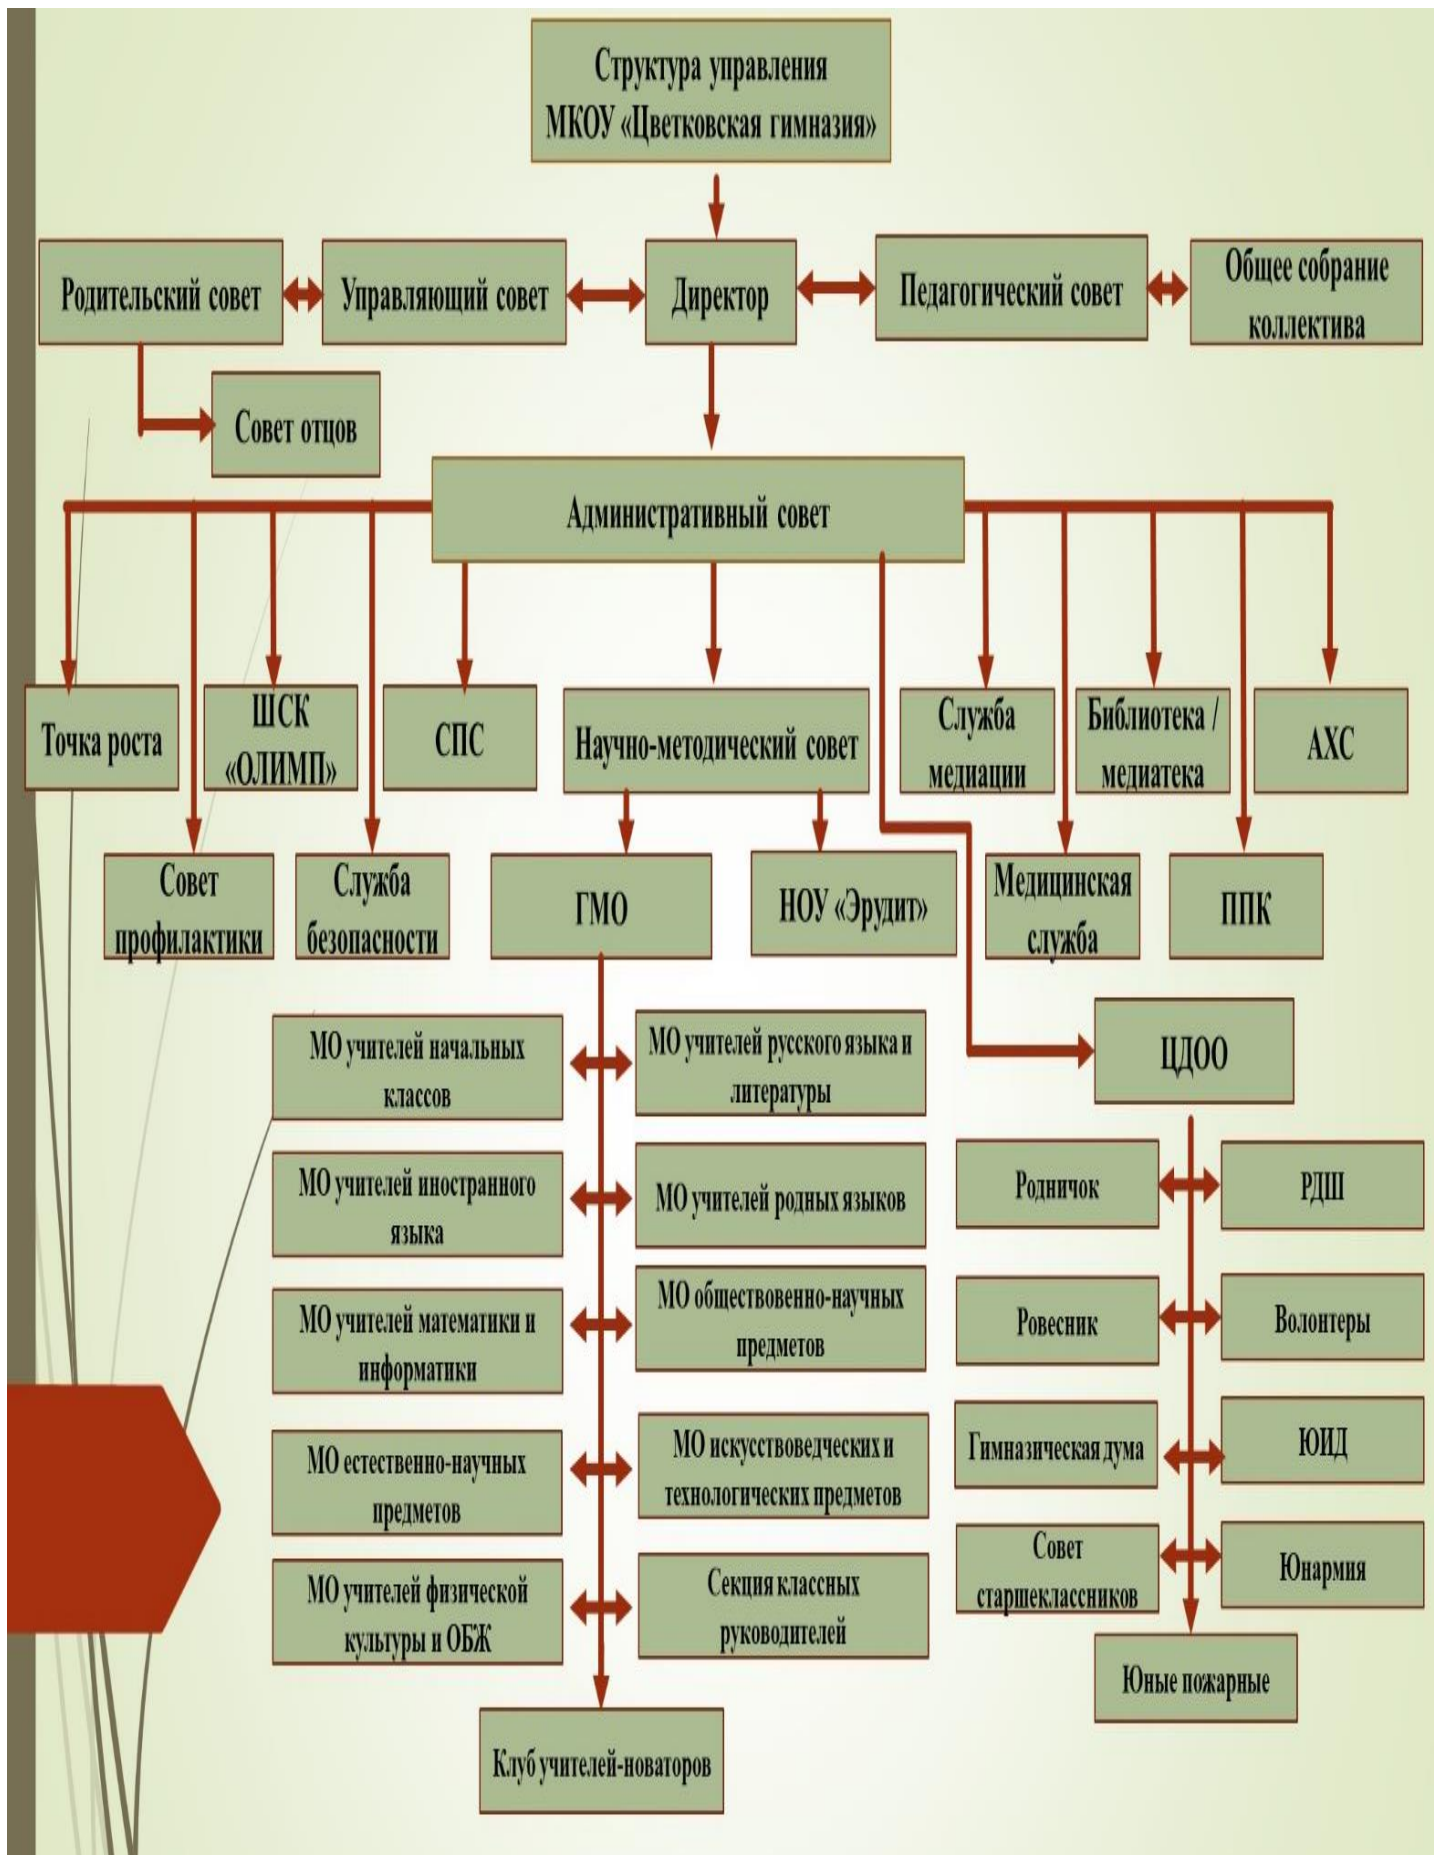 Структура управления
МКОУ «Цветковская гимназия»
Родительский совет
Управляющий совет
Директор
Педагогический совет
Общее собрание
коллектива
Совет отцов
Административный совет
Точка роста
ШСК
«ОЛИМП»
СПС
Научно-методический совет
Служба
медиации
Библиотека /
медиатека
АХС
Совет
профилактики
Служба
безопасности
ГМО
НОУ «Эрудит»
Медицинская
служба
ППК
МО учителей начальных
классов
МО учителей русского языка и
литературы
ЦДОО
МО учителей иностранного
языка
МО учителей родных языков
Родничок
РДШ
МО учителей математики и
информатики
МО обществовенно-научных
предметов
Ровесник
Волонтеры
МО естественно-научных
предметов
МО искусствоведческих и
технологических предметов
Гимназическая дума
ЮИД
МО учителей физической
культуры и ОБЖ
Секция классных
руководителей
Совет
старшеклассников
Юнармия
Юные пожарные
Клуб учителей-новаторов